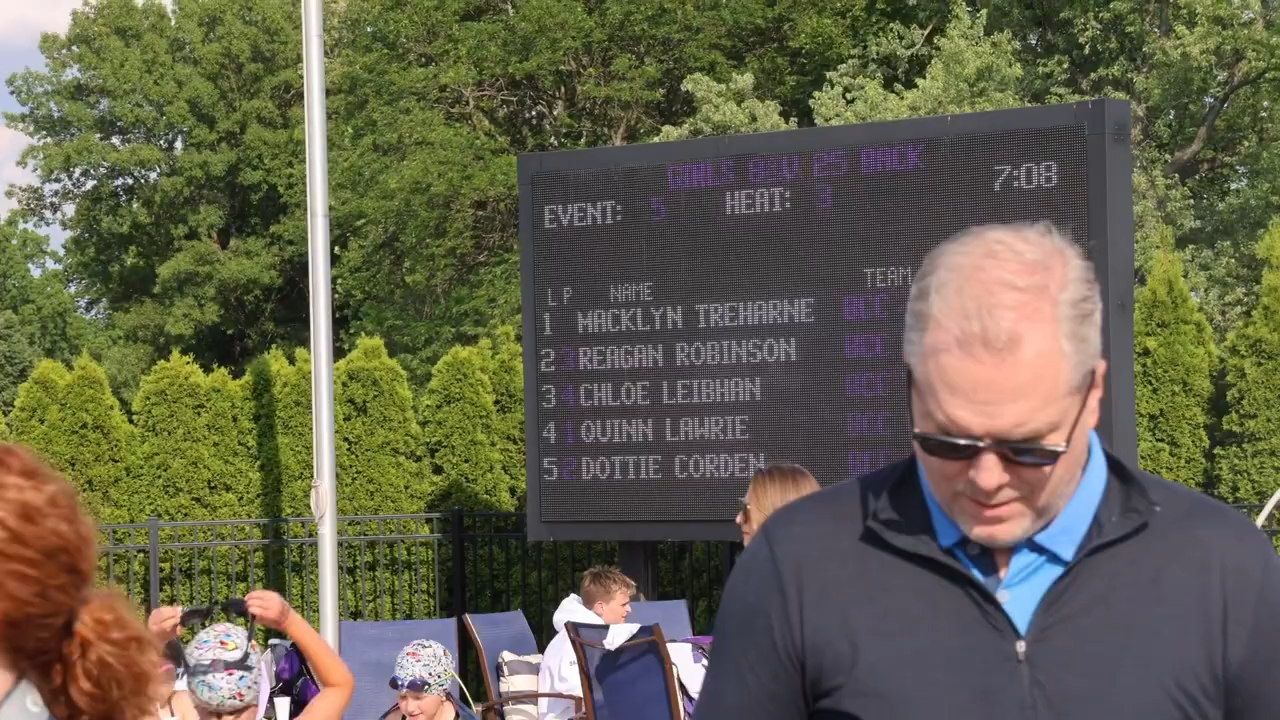 GIRLS 8&U 25 BACK
7:08
EVENT: 5 HEAT: 3
L P NAME TEAM
1 MACKLYN TREHARNE
2 3 REAGAN ROBINSON
3 4 CHLOE LEIBHAN
4 1 QUINN LAWRIE
5 2 DOTTIE CORDEN